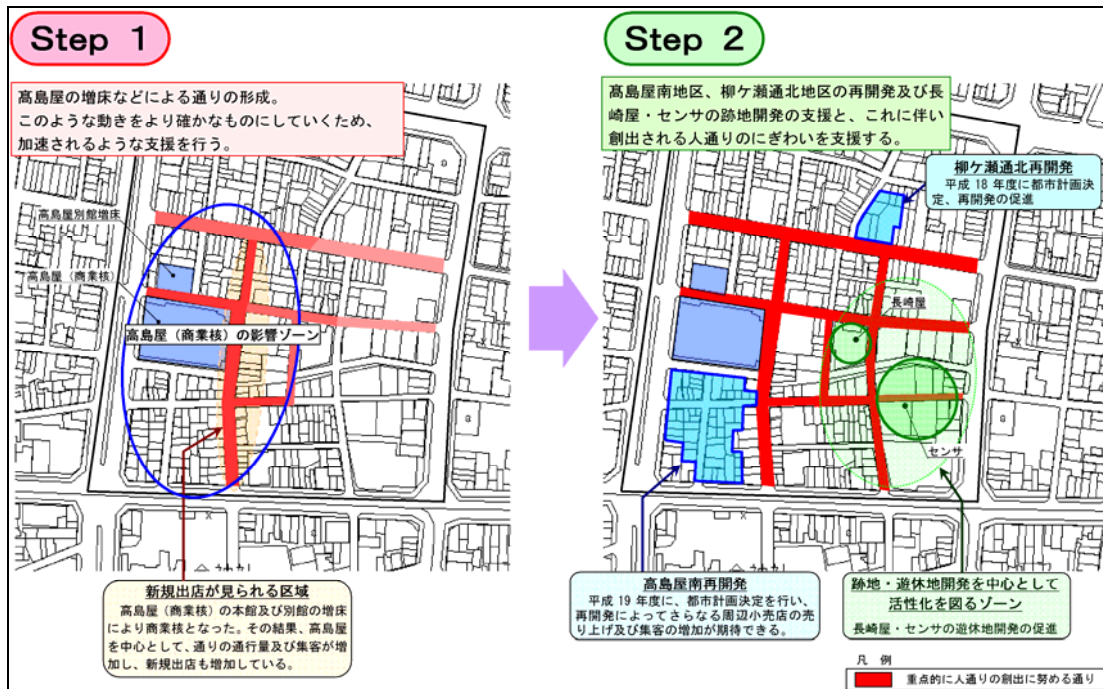 Step 1
髙島屋の増床などによる通りの形成。
このような動きをより確かなものにしていくため、
加速されるような支援を行う。
高島屋別館増床
高島屋（商業核）
高島屋（商業核）の影響ゾーン
新規出店が見られる区域
高島屋（商業核）の本館及び別館の増床
により商業核となった。その結果、高島屋
を中心として、通りの通行量及び集客が増
加し、新規出店も増加している。
Step 2
髙島屋南地区、柳ケ瀬通北地区の再開発及び長
崎屋・センサの跡地開発の支援と、これに伴い
創出される人通りのにぎわいを支援する。
柳ケ瀬通北再開発
平成 18 年度に都市計画決
定、再開発の促進
長崎屋
センサ
高島屋南再開発
平成 19 年度に、都市計画決定を行い、
再開発によってさらなる周辺小売店の売
り上げ及び集客の増加が期待できる。
跡地・遊休地開発を中心として
活性化を図るゾーン
長崎屋・センサの遊休地開発の促進
凡 例
重点的に人通りの創出に努める通り